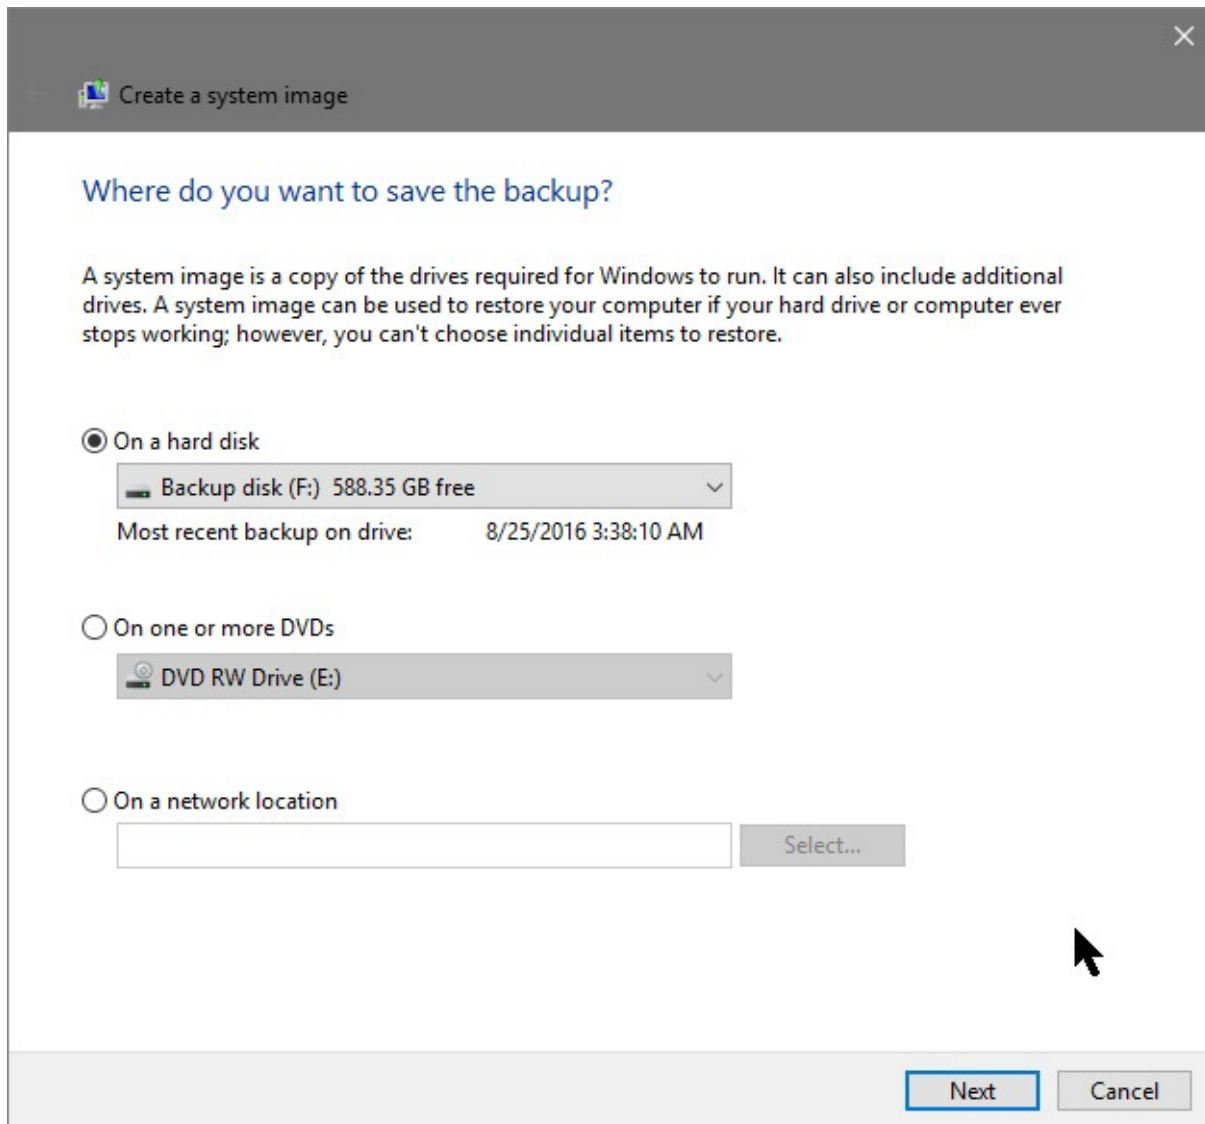 Create a system image
Where do you want to save the backup?
A system image is a copy of the drives required for Windows to run. It can also include additional
drives. A system image can be used to restore your computer if your hard drive or computer ever
stops working; however, you can't choose individual items to restore.
On a hard disk
Backup disk (F:)  588.35 GB free
Most recent backup on drive: 8/25/2016 3:38:10 AM
On one or more DVDs
DVD RW Drive (E:)
On a network location
Select...
Next Cancel